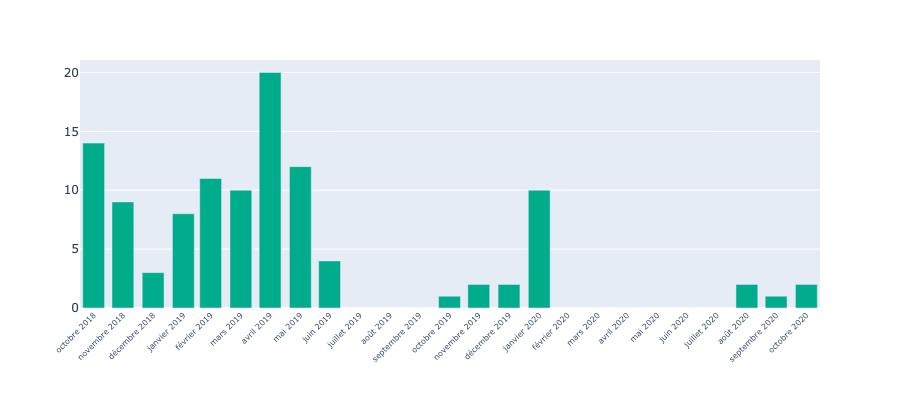 20
15
10
5
0
octobre 2018
novembre 2018
décembre 2018
janvier 2019
février 2019
mars 2019
avril 2019
mai 2019
juin 2019
juillet 2019
août 2019
septembre 2019
octobre 2019
novembre 2019
décembre 2019
janvier 2020
février 2020
mars 2020
avril 2020
mai 2020
juin 2020
juillet 2020
août 2020
septembre 2020
octobre 2020